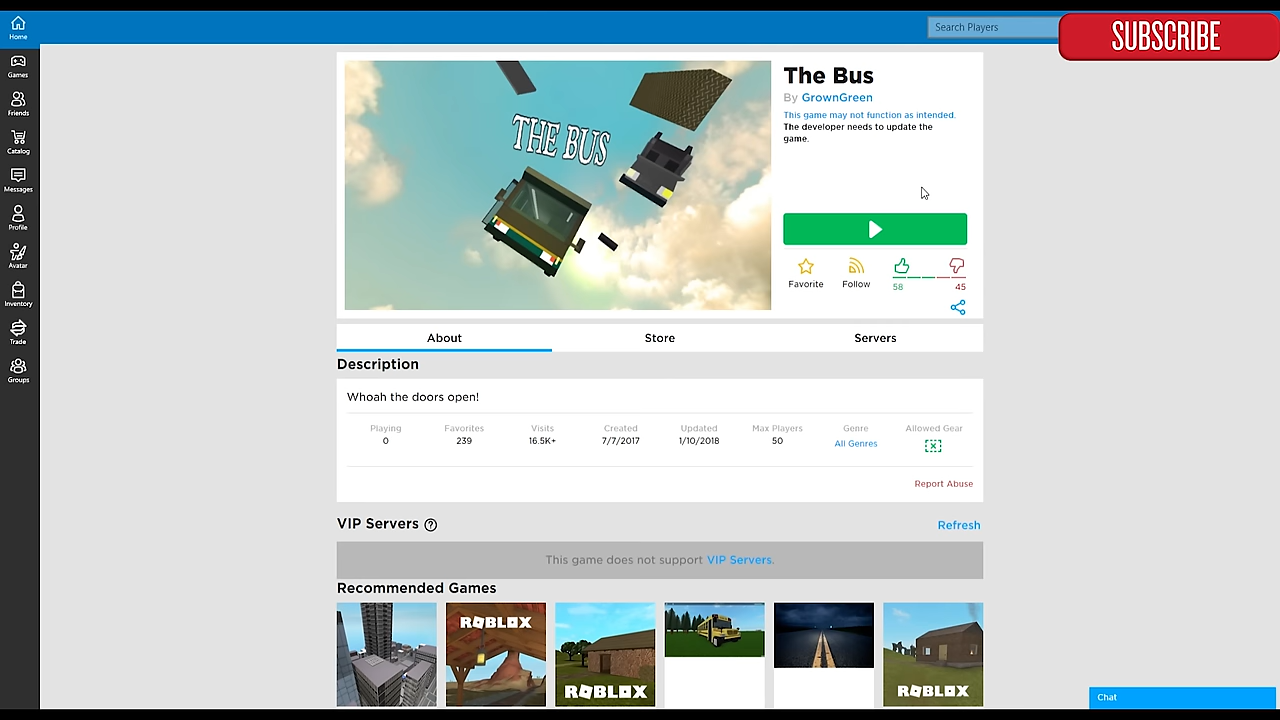 Home
Games
Friends
Catalog
Messages
Profile
Avatar
Inventory
Trade
Groups
Search Players
SUBSCRIBE
THE BUS
The Bus
By GrownGreen
This game may not function as intended.
The developer needs to update the
game.
Favorite
Follow
58
45
About
Store
Servers
Description
Whoah the doors open!
Playing
Favorites
Visits
Created
Updated
Max Players
Genre
Allowed Gear
0
239
16.5K+
7/7/2017
1/10/2018
50
All Genres
Report Abuse
VIP Servers ?
Refresh
This game does not support VIP Servers.
Recommended Games
ROBLOX
ROBLOX
ROBLOX
Chat